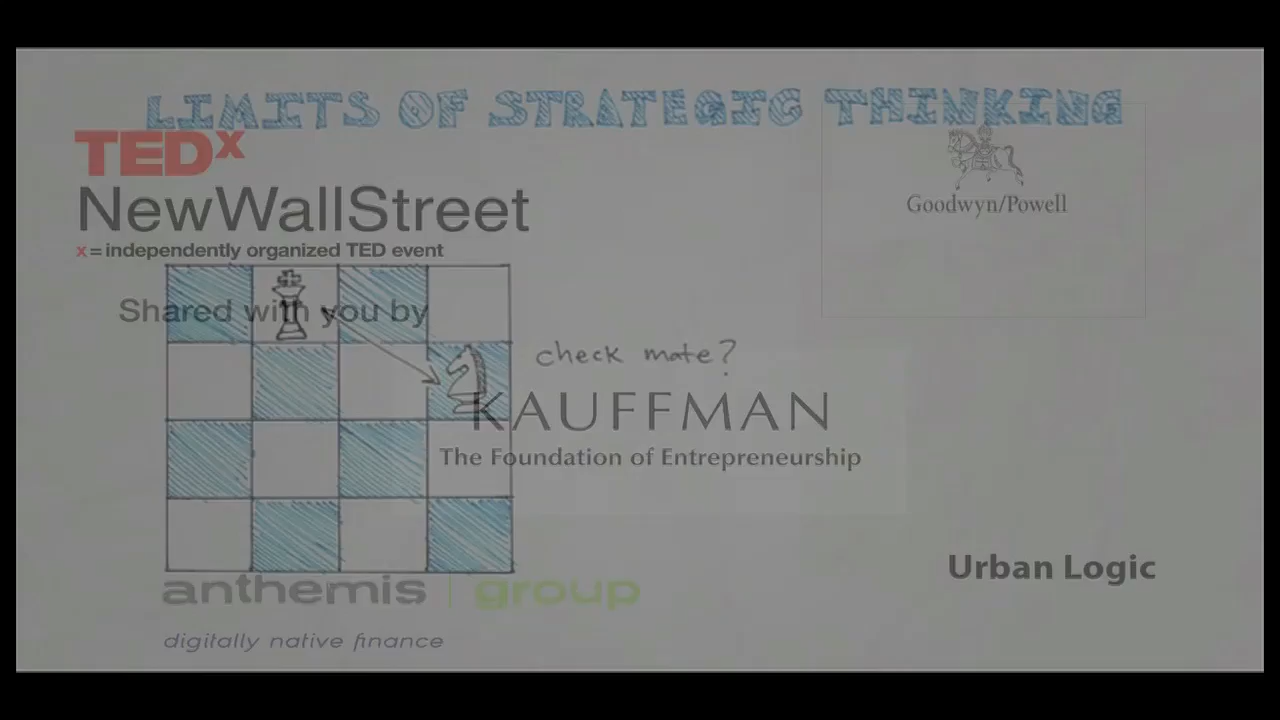 LIMITS OF STRATEGIC THINKING
TEDx
NewWallStreet
x = independently organized TED event
Goodwyn/Powell
Shared with you by
check mate?
KAUFFMAN
The Foundation of Entrepreneurship
Urban Logic
anthemis | group
digitally native finance